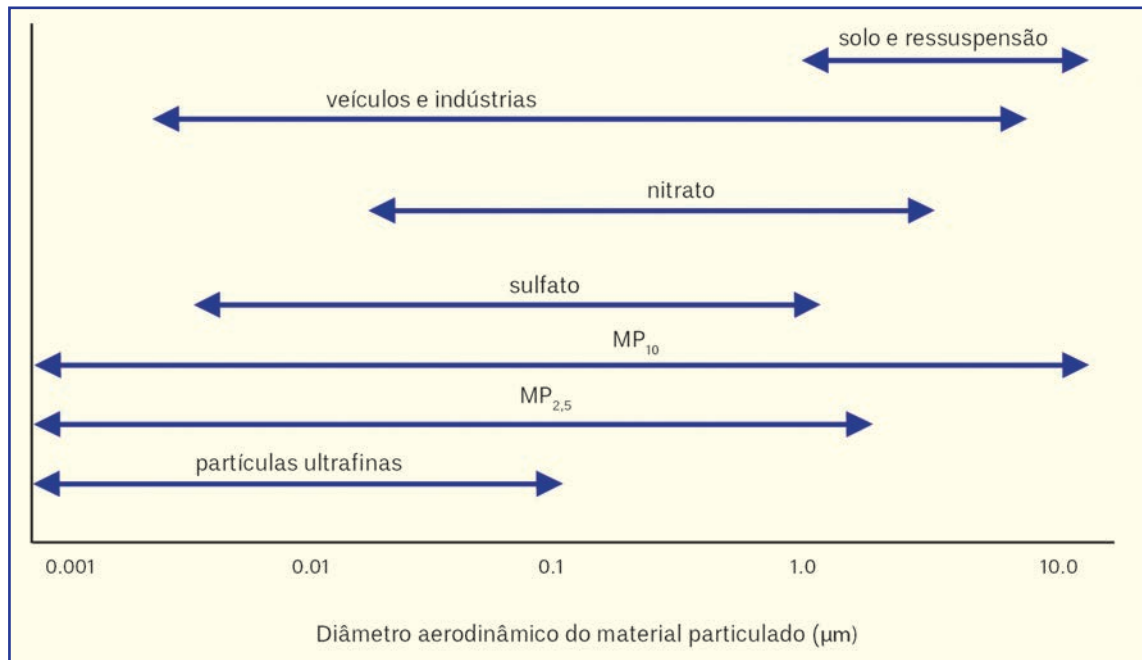 solo e ressuspensão
veículos e indústrias
nitrato
sulfato
MP₁₀
MP₂,₅
partículas ultrafinas
0.001 0.01 0.1 1.0 10.0
Diâmetro aerodinâmico do material particulado (µm)